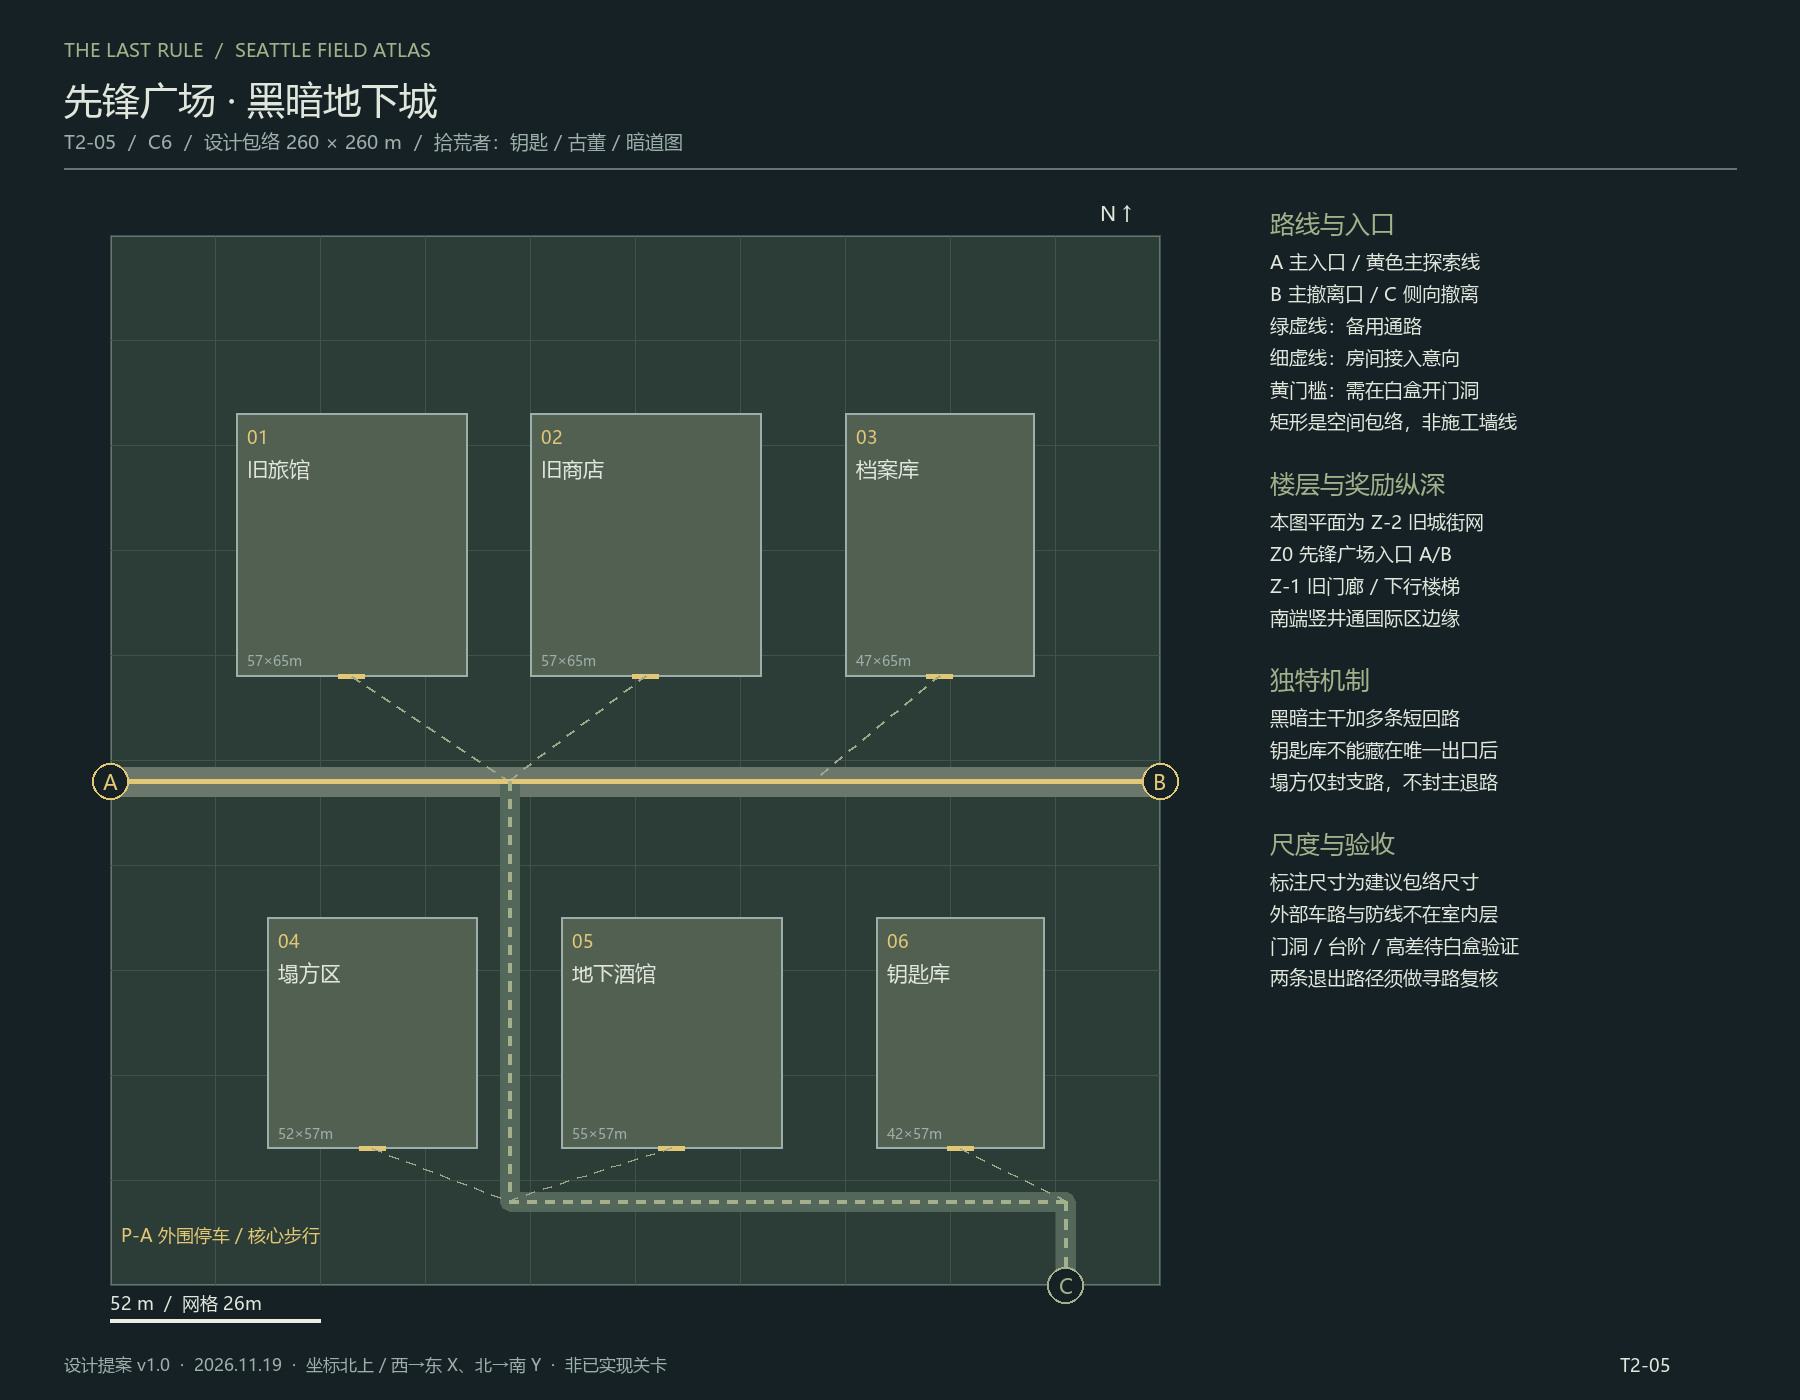 THE LAST RULE / SEATTLE FIELD ATLAS
先锋广场 · 黑暗地下城
T2-05 / C6 / 设计包络 260 × 260 m / 拾荒者：钥匙 / 古董 / 暗道图
N↑
01
旧旅馆
57×65m
02
旧商店
57×65m
03
档案库
47×65m
A
B
04
塌方区
52×57m
05
地下酒馆
55×57m
06
钥匙库
42×57m
P-A 外围停车 / 核心步行
C
52 m / 网格 26m
路线与入口
A 主入口 / 黄色主探索线
B 主撤离口 / C 侧向撤离
绿虚线：备用通路
细虚线：房间接入意向
黄门槛：需在白盒开门洞
矩形是空间包络，非施工墙线
楼层与奖励纵深
本图平面为 Z-2 旧城街网
Z0 先锋广场入口 A/B
Z-1 旧门廊 / 下行楼梯
南端竖井通国际区边缘
独特机制
黑暗主干加多条短回路
钥匙库不能藏在唯一出口后
塌方仅封支路，不封主退路
尺度与验收
标注尺寸为建议包络尺寸
外部车路与防线不在室内层
门洞 / 台阶 / 高差待白盒验证
两条退出路径须做寻路复核
设计提案 v1.0 · 2026.11.19 · 坐标北上 / 西→东 X、北→南 Y · 非已实现关卡
T2-05